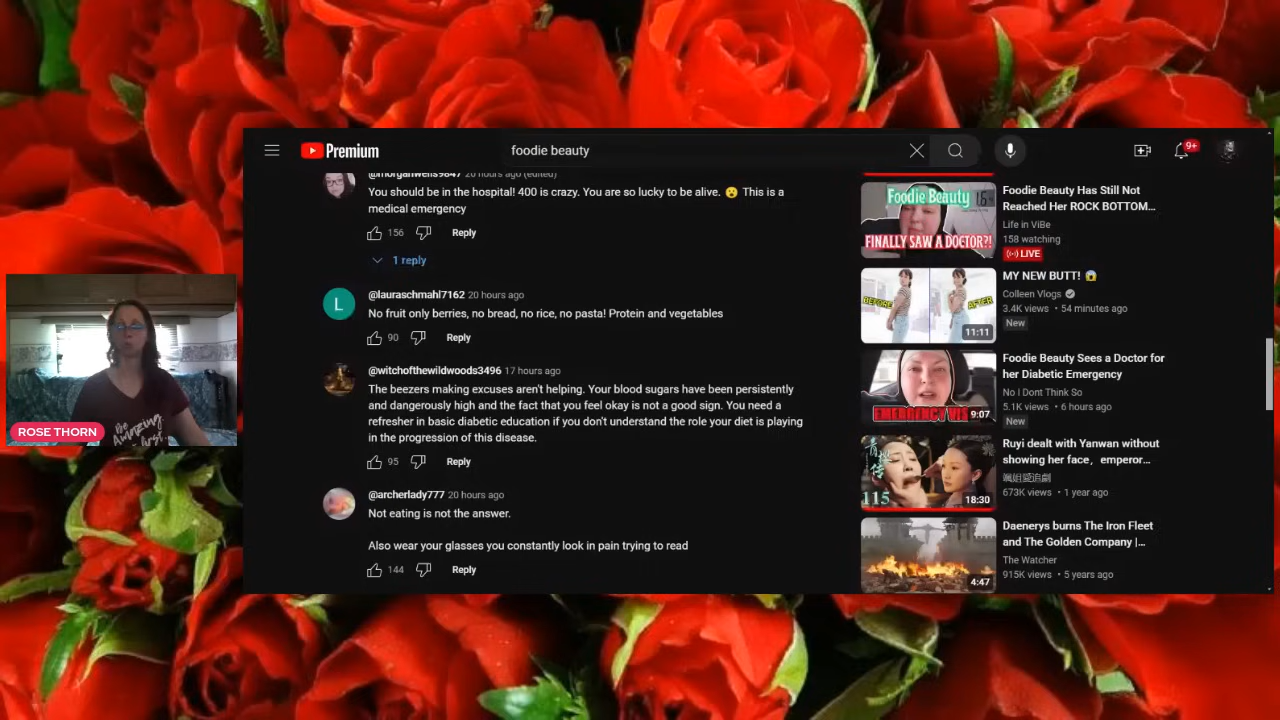 Premium
foodie beauty
9+
@morganwells9847 20 hours ago (edited)
You should be in the hospital! 400 is crazy. You are so lucky to be alive. 😮 This is a
medical emergency
156
Reply
1 reply
L
@lauraschmahl7162 20 hours ago
No fruit only berries, no bread, no rice, no pasta! Protein and vegetables
90
Reply
@witchofthewildwoods3496 17 hours ago
The beezers making excuses aren't helping. Your blood sugars have been persistently
and dangerously high and the fact that you feel okay is not a good sign. You need a
refresher in basic diabetic education if you don't understand the role your diet is playing
in the progression of this disease.
95
Reply
@archerlady777 20 hours ago
Not eating is not the answer.
Also wear your glasses you constantly look in pain trying to read
144
Reply
Foodie Beauty
FINALLY SAW A DOCTOR?!
Foodie Beauty Has Still Not
Reached Her ROCK BOTTOM...
Life in ViBe
158 watching
LIVE
BEFORE
AFTER
11:11
MY NEW BUTT! 😱
Colleen Vlogs
3.4K views • 54 minutes ago
New
EMERGENCY VIS
9:07
Foodie Beauty Sees a Doctor for
her Diabetic Emergency
No I Dont Think So
5.1K views • 6 hours ago
New
115
18:30
Ruyi dealt with Yanwan without
showing her face，emperor...
颯姐愛追劇
673K views • 1 year ago
4:47
Daenerys burns The Iron Fleet
and The Golden Company |...
The Watcher
915K views • 5 years ago
the
Amazing
ROSE THORN